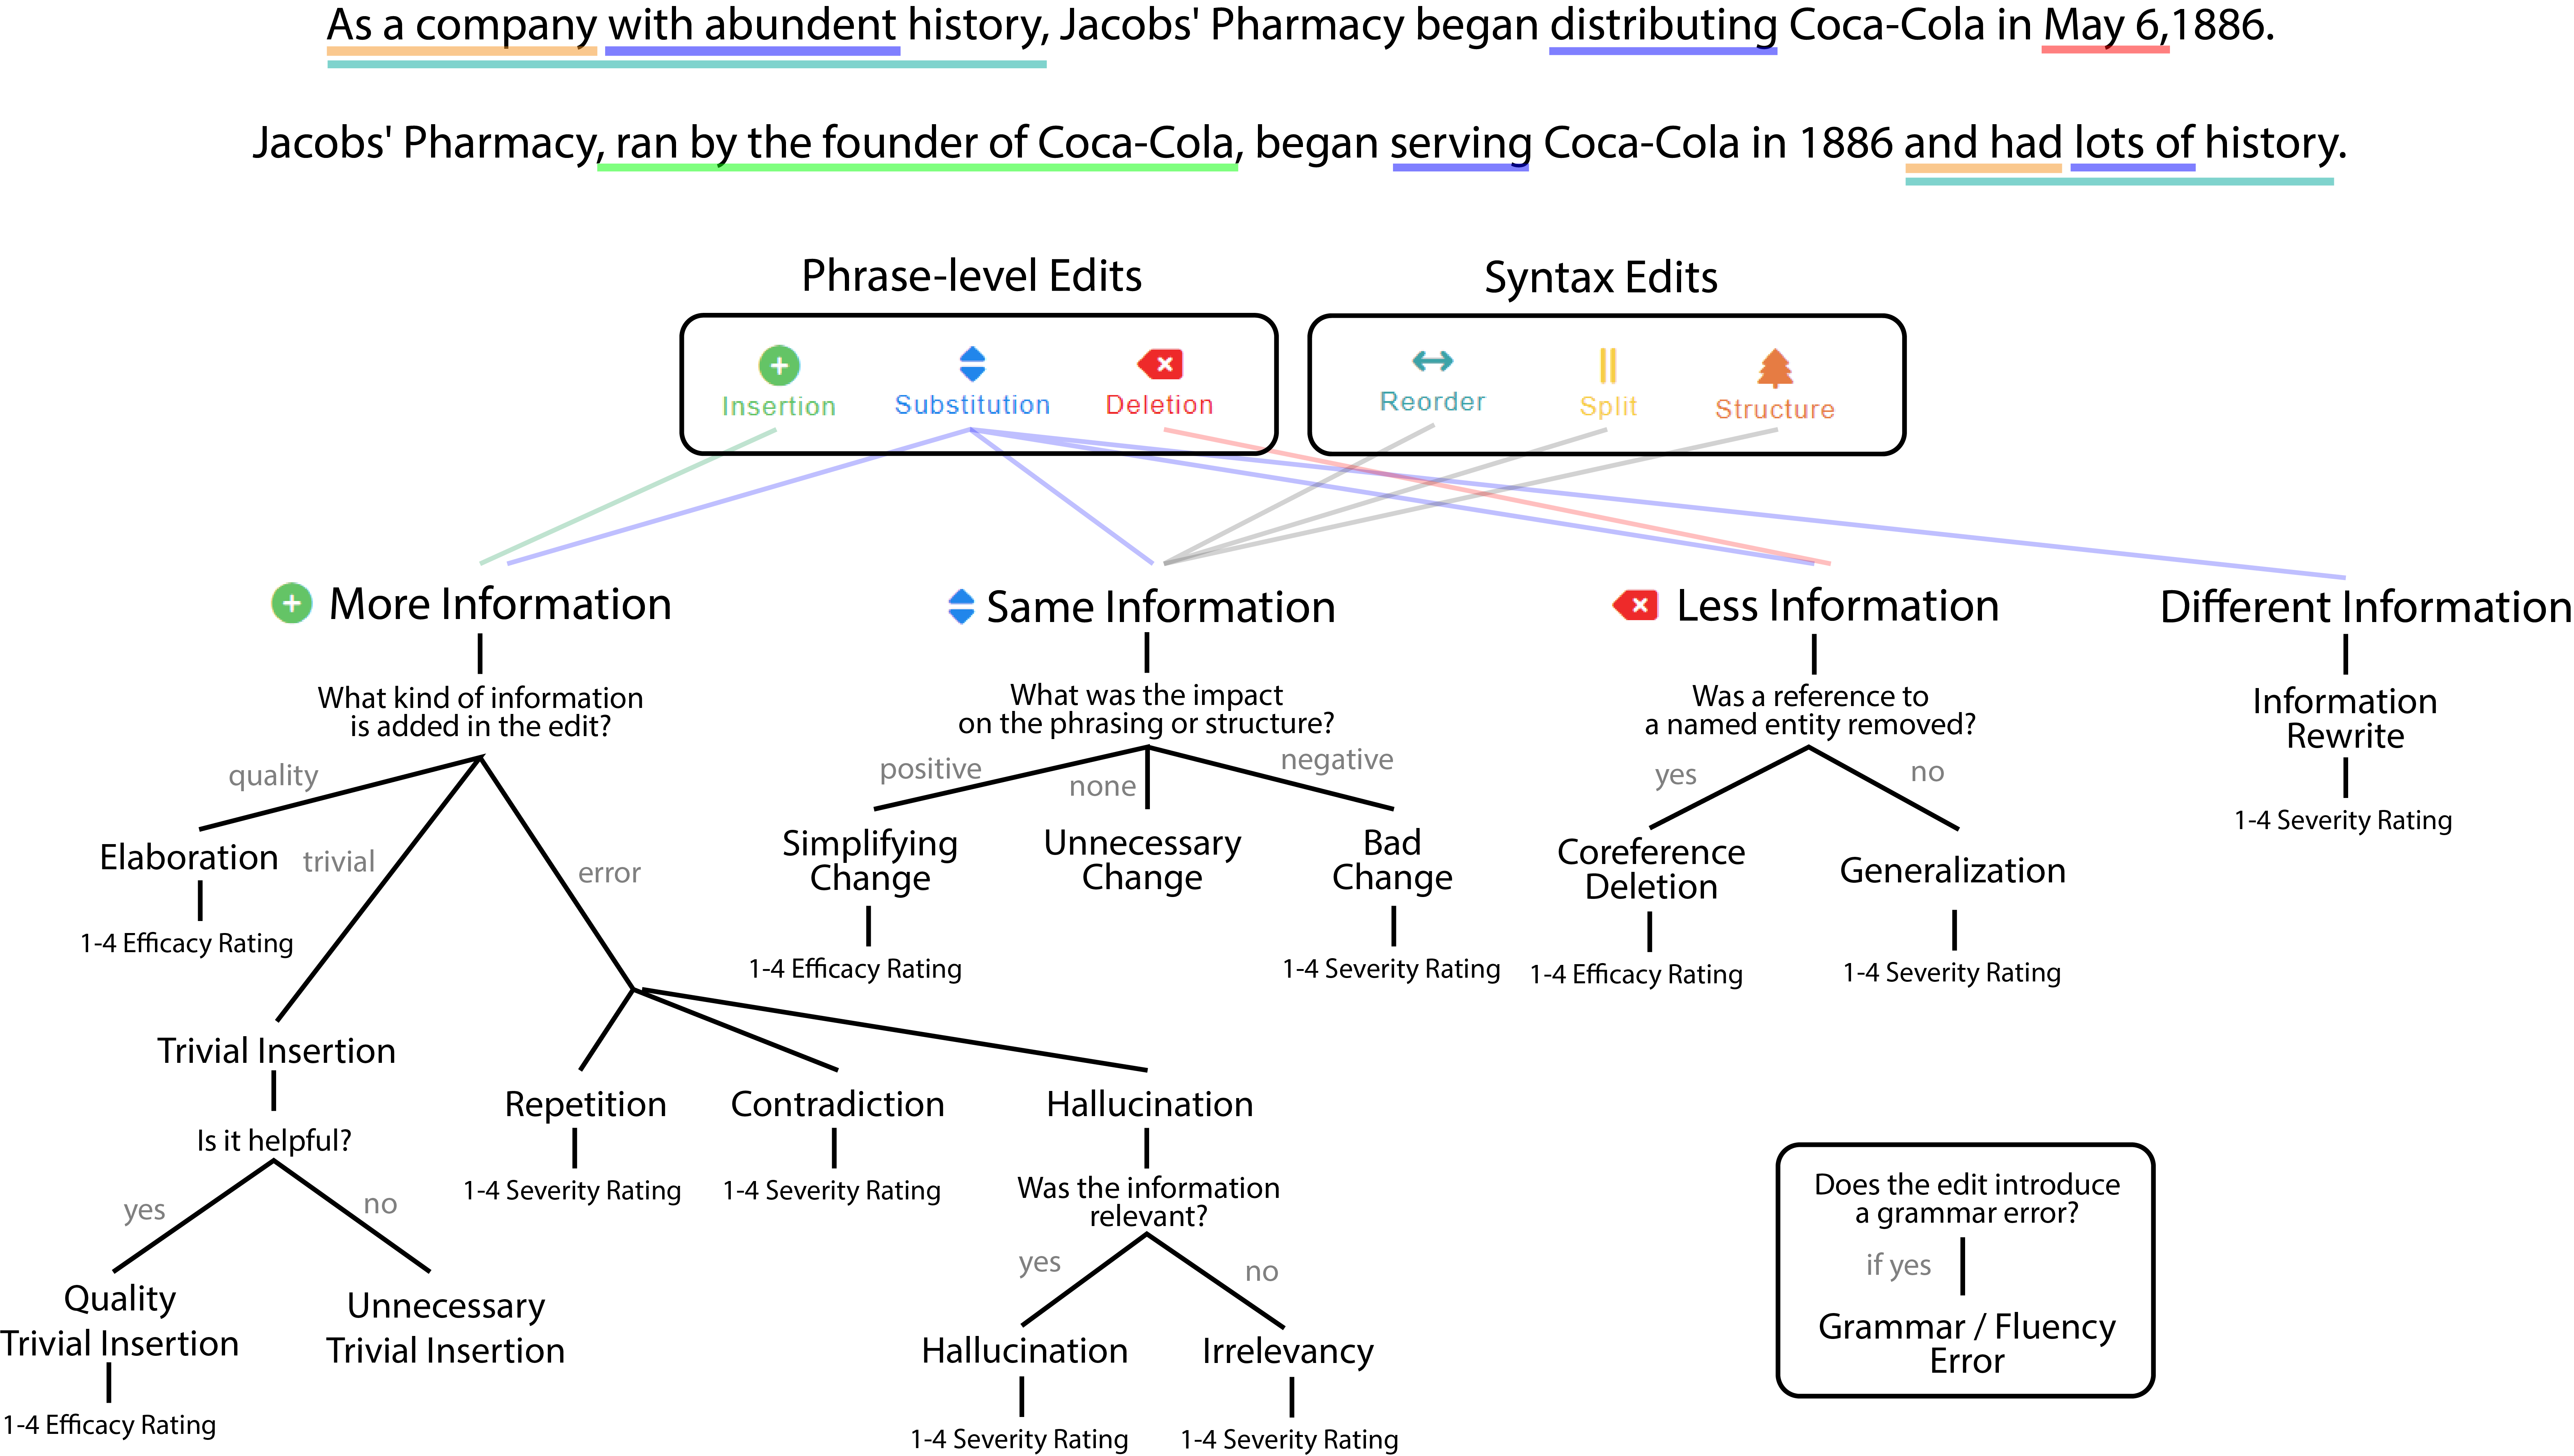 As a company with abundent history, Jacobs' Pharmacy began distributing Coca-Cola in May 6,1886.
Jacobs' Pharmacy, ran by the founder of Coca-Cola, began serving Coca-Cola in 1886 and had lots of history.
Phrase-level Edits
Syntax Edits
Insertion
Substitution
Deletion
Reorder
Split
Structure
More Information
Same Information
Less Information
Different Information
What kind of information
is added in the edit?
What was the impact
on the phrasing or structure?
Was a reference to
a named entity removed?
Information
Rewrite
1-4 Severity Rating
quality
trivial
error
positive
none
negative
yes
no
Elaboration
1-4 Efficacy Rating
Simplifying
Change
1-4 Efficacy Rating
Unnecessary
Change
Bad
Change
1-4 Severity Rating
Coreference
Deletion
1-4 Efficacy Rating
Generalization
1-4 Severity Rating
Trivial Insertion
Is it helpful?
yes
no
Quality
Trivial Insertion
1-4 Efficacy Rating
Unnecessary
Trivial Insertion
Repetition
1-4 Severity Rating
Contradiction
1-4 Severity Rating
Hallucination
Was the information
relevant?
yes
no
Hallucination
1-4 Severity Rating
Irrelevancy
1-4 Severity Rating
Does the edit introduce
a grammar error?
if yes
Grammar / Fluency
Error